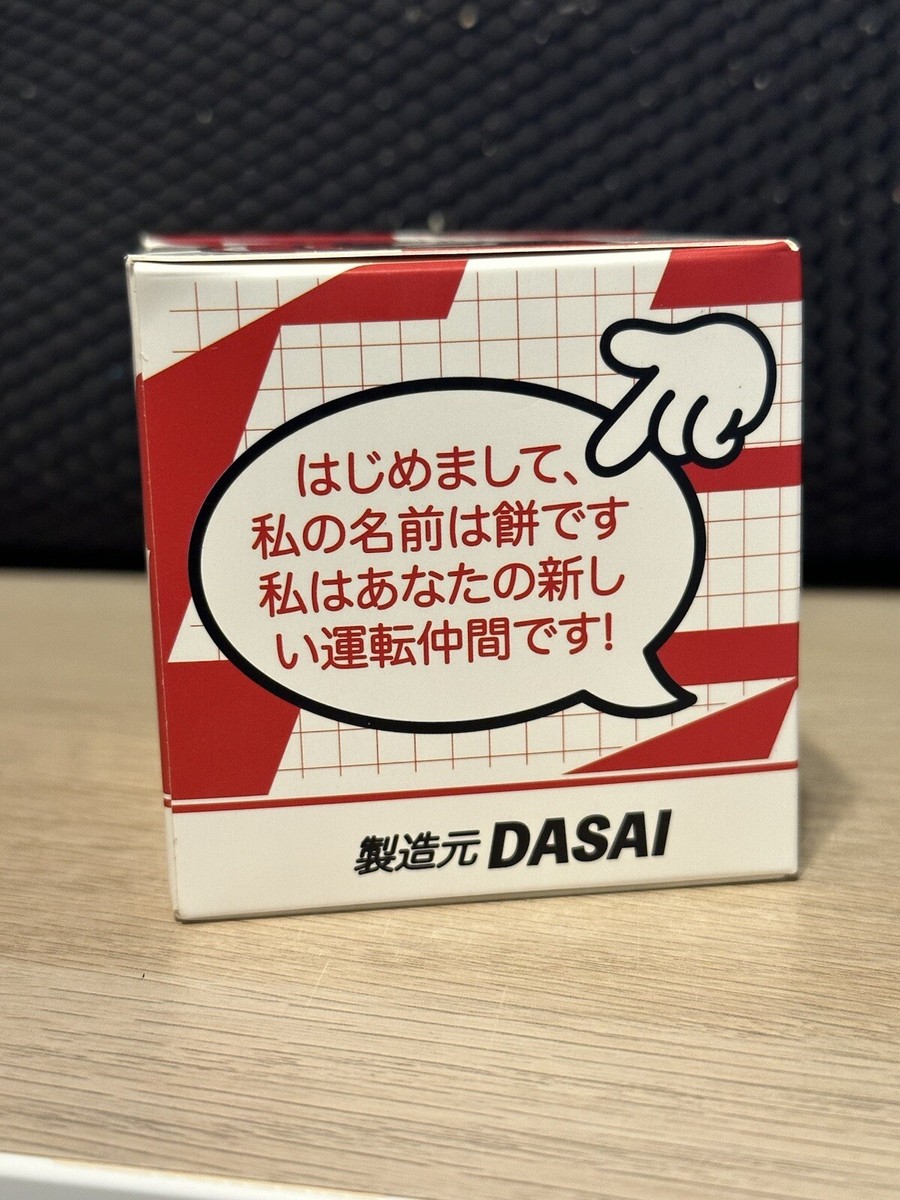 はじめまして、
私の名前は餅です
私はあなたの新し
い運転仲間です!
製造元 DASAI